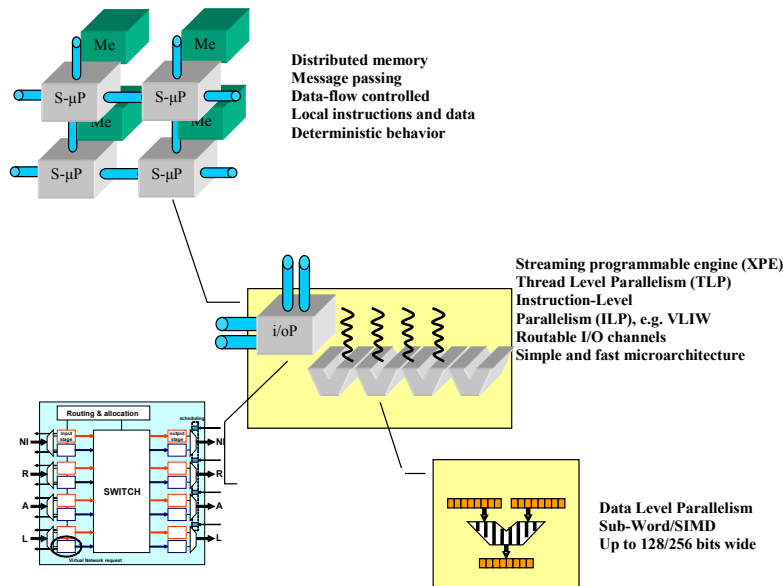 Me
Me
S-μP
S-μP
Me
Me
S-μP
S-μP
Distributed memory
Message passing
Data-flow controlled
Local instructions and data
Deterministic behavior
i/oP
Streaming programmable engine (XPE)
Thread Level Parallelism (TLP)
Instruction-Level
Parallelism (ILP), e.g. VLIW
Routable I/O channels
Simple and fast microarchitecture
Routing & allocation
scheduling
input
stage
output
stage
NI
NI
R
R
SWITCH
A
A
L
L
Virtual Network request
Data Level Parallelism
Sub-Word/SIMD
Up to 128/256 bits wide